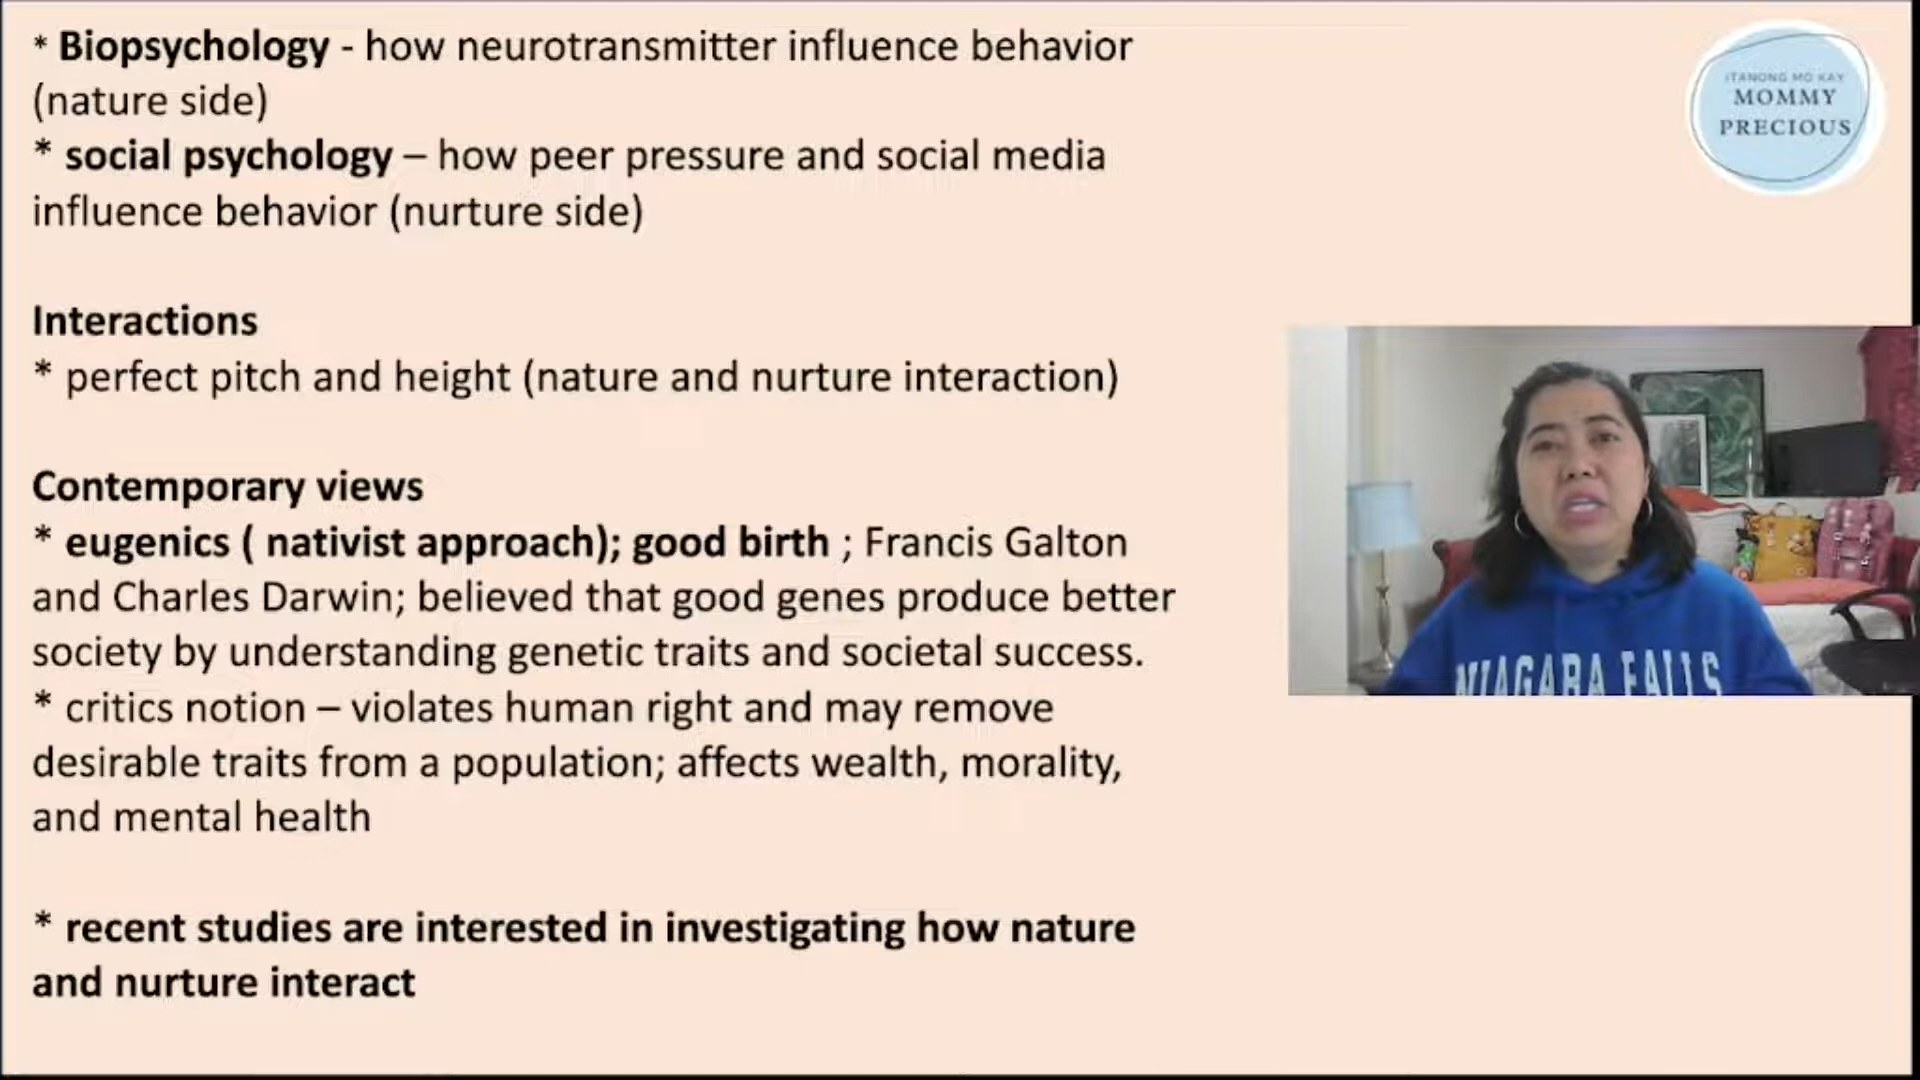 * Biopsychology - how neurotransmitter influence behavior
(nature side)
* social psychology – how peer pressure and social media
influence behavior (nurture side)
Interactions
* perfect pitch and height (nature and nurture interaction)
Contemporary views
* eugenics ( nativist approach); good birth ; Francis Galton
and Charles Darwin; believed that good genes produce better
society by understanding genetic traits and societal success.
* critics notion – violates human right and may remove
desirable traits from a population; affects wealth, morality,
and mental health
* recent studies are interested in investigating how nature
and nurture interact
ITANONG MO KAY
MOMMY
PRECIOUS
NIAGARA FALLS